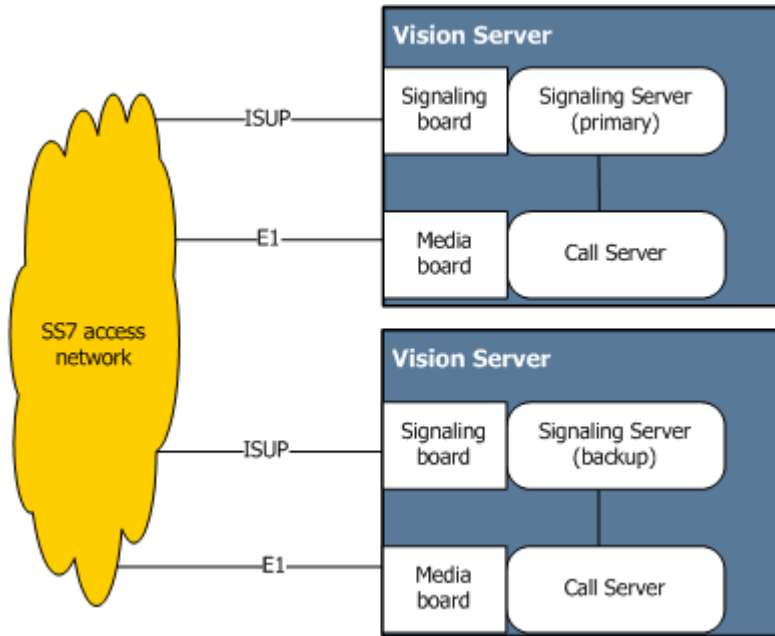 Vision Server
Signaling
board
Signaling Server
(primary)
ISUP
Media
board
Call Server
E1
SS7 access
network
Vision Server
Signaling
board
Signaling Server
(backup)
ISUP
Media
board
Call Server
E1